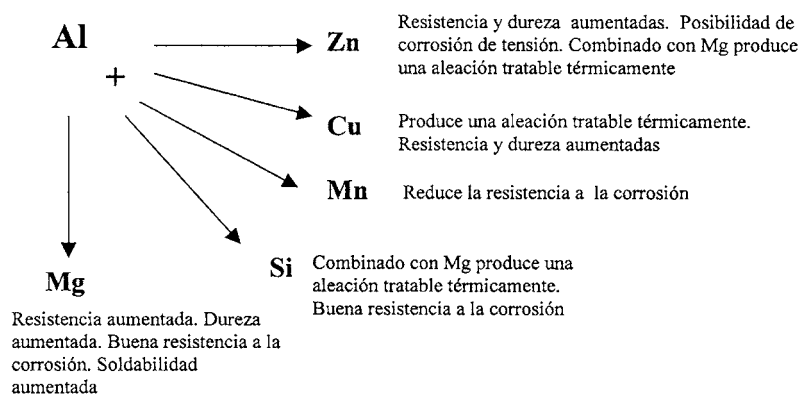 Al
+
Zn
Resistencia y dureza aumentadas. Posibilidad de
corrosión de tensión. Combinado con Mg produce
una aleación tratable térmicamente
Cu
Produce una aleación tratable térmicamente.
Resistencia y dureza aumentadas
Mn
Reduce la resistencia a la corrosión
Si
Combinado con Mg produce una
aleación tratable térmicamente.
Buena resistencia a la corrosión
Mg
Resistencia aumentada. Dureza
aumentada. Buena resistencia a la
corrosión. Soldabilidad
aumentada